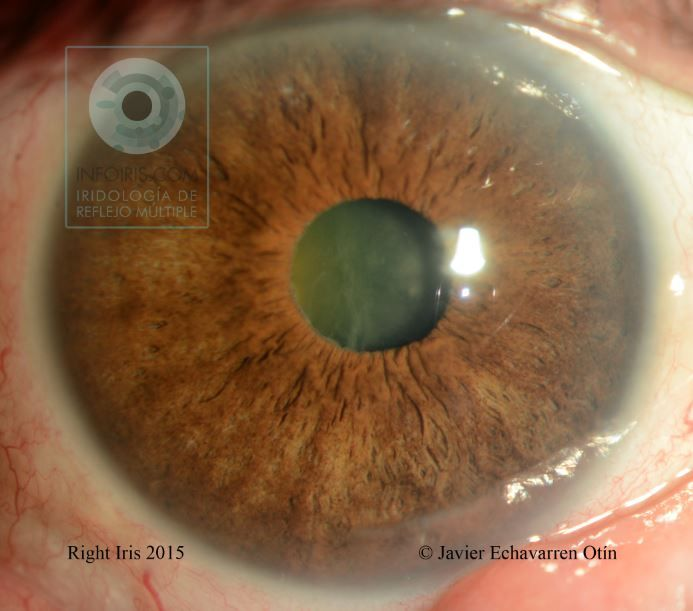 INFOIRIS.COM
IRIDOLOGÍA DE
REFLEJO MÚLTIPLE
Right Iris 2015
© Javier Echavarren Otín